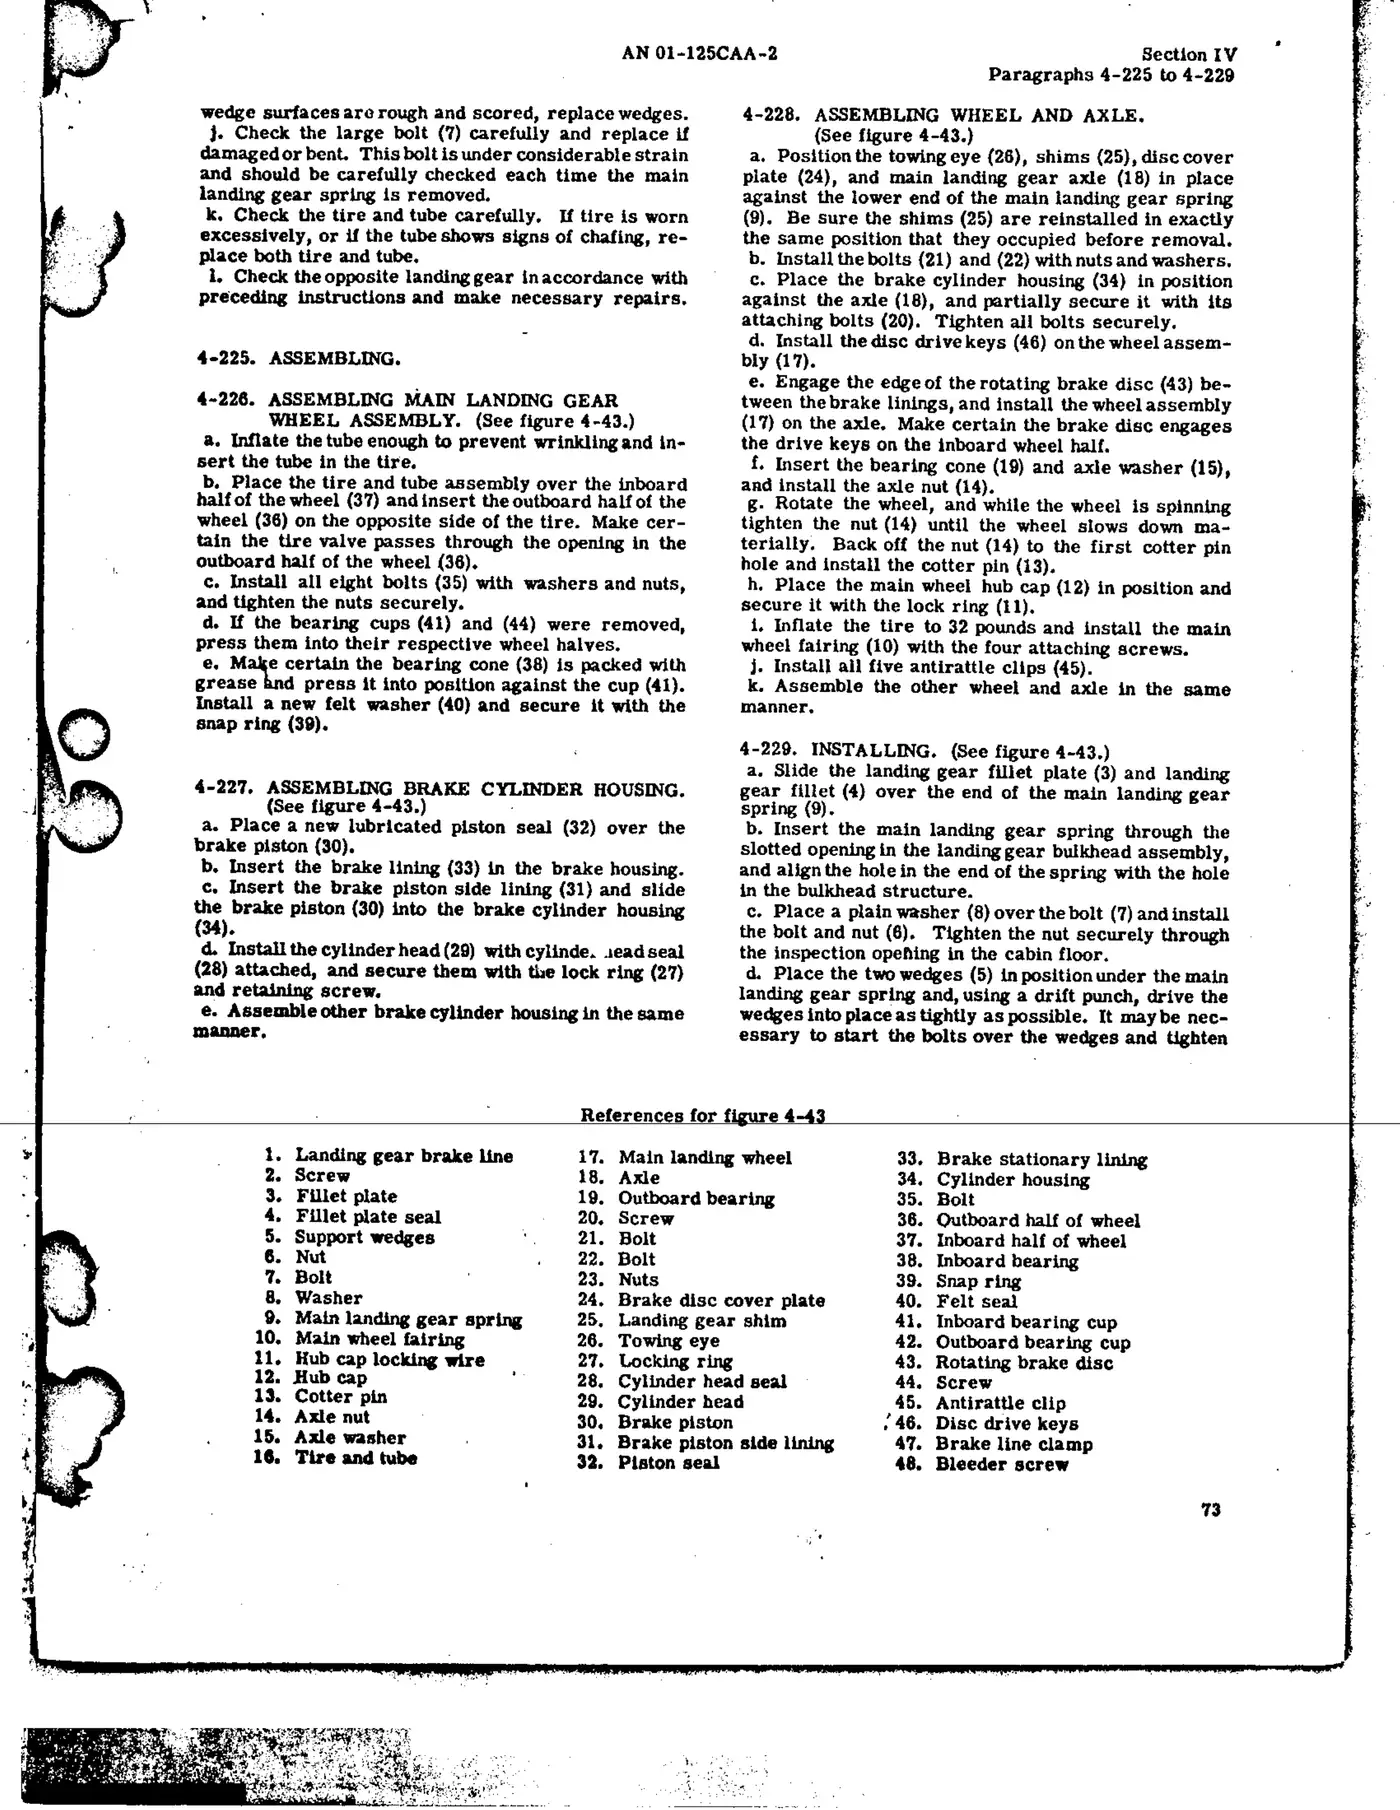 AN 01-125CAA-2
Section IV
Paragraphs 4-225 to 4-229
wedge surfaces are rough and scored, replace wedges.
j. Check the large bolt (7) carefully and replace if
damaged or bent. This bolt is under considerable strain
and should be carefully checked each time the main
landing gear spring is removed.
k. Check the tire and tube carefully. If tire is worn
excessively, or if the tube shows signs of chafing, re-
place both tire and tube.
l. Check the opposite landing gear in accordance with
preceding instructions and make necessary repairs.
4-225. ASSEMBLING.
4-226. ASSEMBLING MAIN LANDING GEAR
WHEEL ASSEMBLY. (See figure 4-43.)
a. Inflate the tube enough to prevent wrinkling and in-
sert the tube in the tire.
b. Place the tire and tube assembly over the inboard
half of the wheel (37) and insert the outboard half of the
wheel (36) on the opposite side of the tire. Make cer-
tain the tire valve passes through the opening in the
outboard half of the wheel (36).
c. Install all eight bolts (35) with washers and nuts,
and tighten the nuts securely.
d. If the bearing cups (41) and (44) were removed,
press them into their respective wheel halves.
e. Make certain the bearing cone (38) is packed with
grease and press it into position against the cup (41).
Install a new felt washer (40) and secure it with the
snap ring (39).
4-227. ASSEMBLING BRAKE CYLINDER HOUSING.
(See figure 4-43.)
a. Place a new lubricated piston seal (32) over the
brake piston (30).
b. Insert the brake lining (33) in the brake housing.
c. Insert the brake piston side lining (31) and slide
the brake piston (30) into the brake cylinder housing
(34).
d. Install the cylinder head (29) with cylinder head seal
(28) attached, and secure them with the lock ring (27)
and retaining screw.
e. Assemble other brake cylinder housing in the same
manner.
4-228. ASSEMBLING WHEEL AND AXLE.
(See figure 4-43.)
a. Position the towing eye (26), shims (25), disc cover
plate (24), and main landing gear axle (18) in place
against the lower end of the main landing gear spring
(9). Be sure the shims (25) are reinstalled in exactly
the same position that they occupied before removal.
b. Install the bolts (21) and (22) with nuts and washers.
c. Place the brake cylinder housing (34) in position
against the axle (18), and partially secure it with its
attaching bolts (20). Tighten all bolts securely.
d. Install the disc drive keys (46) on the wheel assem-
bly (17).
e. Engage the edge of the rotating brake disc (43) be-
tween the brake linings, and install the wheel assembly
(17) on the axle. Make certain the brake disc engages
the drive keys on the inboard wheel half.
f. Insert the bearing cone (19) and axle washer (15),
and install the axle nut (14).
g. Rotate the wheel, and while the wheel is spinning
tighten the nut (14) until the wheel slows down ma-
terially. Back off the nut (14) to the first cotter pin
hole and install the cotter pin (13).
h. Place the main wheel hub cap (12) in position and
secure it with the lock ring (11).
i. Inflate the tire to 32 pounds and install the main
wheel fairing (10) with the four attaching screws.
j. Install all five antirattle clips (45).
k. Assemble the other wheel and axle in the same
manner.
4-229. INSTALLING. (See figure 4-43.)
a. Slide the landing gear fillet plate (3) and landing
gear fillet (4) over the end of the main landing gear
spring (9).
b. Insert the main landing gear spring through the
slotted opening in the landing gear bulkhead assembly,
and align the hole in the end of the spring with the hole
in the bulkhead structure.
c. Place a plain washer (8) over the bolt (7) and install
the bolt and nut (6). Tighten the nut securely through
the inspection opening in the cabin floor.
d. Place the two wedges (5) in position under the main
landing gear spring and, using a drift punch, drive the
wedges into place as tightly as possible. It may be nec-
essary to start the bolts over the wedges and tighten
References for figure 4-43
1. Landing gear brake line
2. Screw
3. Fillet plate
4. Fillet plate seal
5. Support wedges
6. Nut
7. Bolt
8. Washer
9. Main landing gear spring
10. Main wheel fairing
11. Hub cap locking wire
12. Hub cap
13. Cotter pin
14. Axle nut
15. Axle washer
16. Tire and tube
17. Main landing wheel
18. Axle
19. Outboard bearing
20. Screw
21. Bolt
22. Bolt
23. Nuts
24. Brake disc cover plate
25. Landing gear shim
26. Towing eye
27. Locking ring
28. Cylinder head seal
29. Cylinder head
30. Brake piston
31. Brake piston side lining
32. Piston seal
33. Brake stationary lining
34. Cylinder housing
35. Bolt
36. Outboard half of wheel
37. Inboard half of wheel
38. Inboard bearing
39. Snap ring
40. Felt seal
41. Inboard bearing cup
42. Outboard bearing cup
43. Rotating brake disc
44. Screw
45. Antirattle clip
46. Disc drive keys
47. Brake line clamp
48. Bleeder screw
73